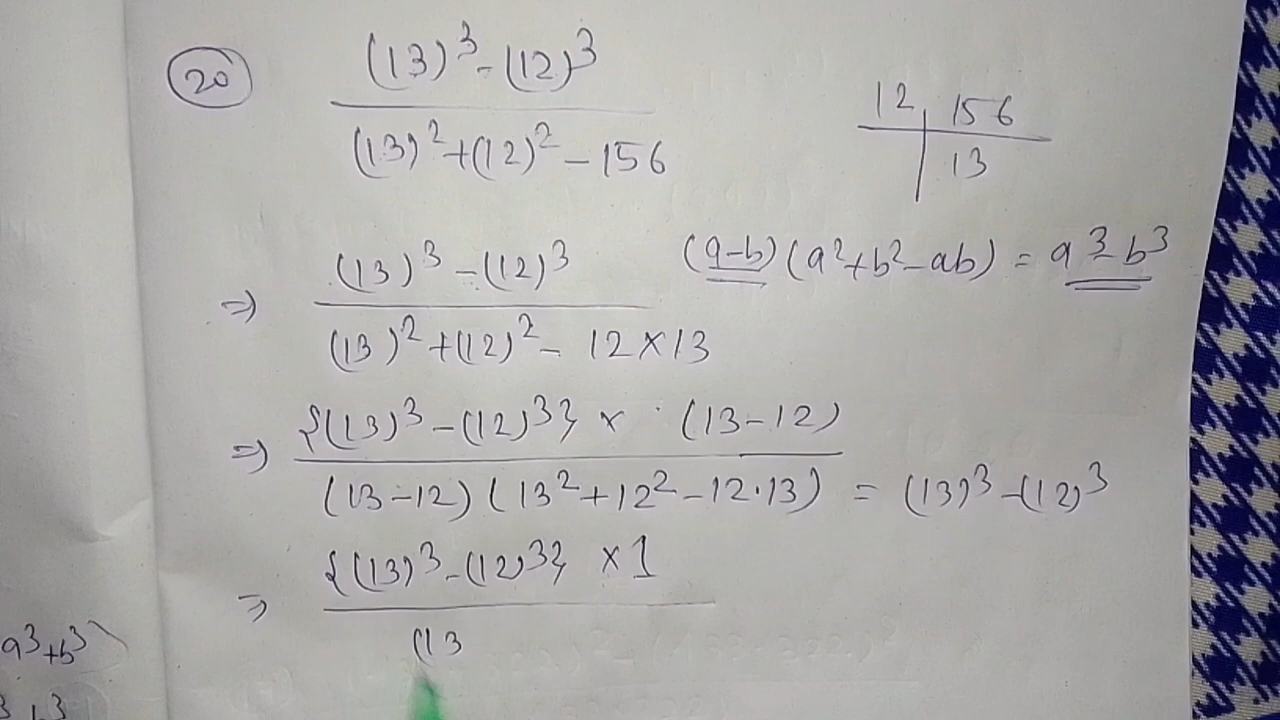 20
(13)³ - (12)³
(13)² + (12)² - 156
12 156
13
⇒ (13)³ - (12)³
(13)² + (12)² - 12 × 13
(a-b) (a²+b²-ab) = a³-b³
⇒ {(13)³ - (12)³} × (13-12)
(13-12) (13²+12²-12·13) = (13)³ - (12)³
⇒ {(13)³ - (12)³} × 1
(13
a³+b³